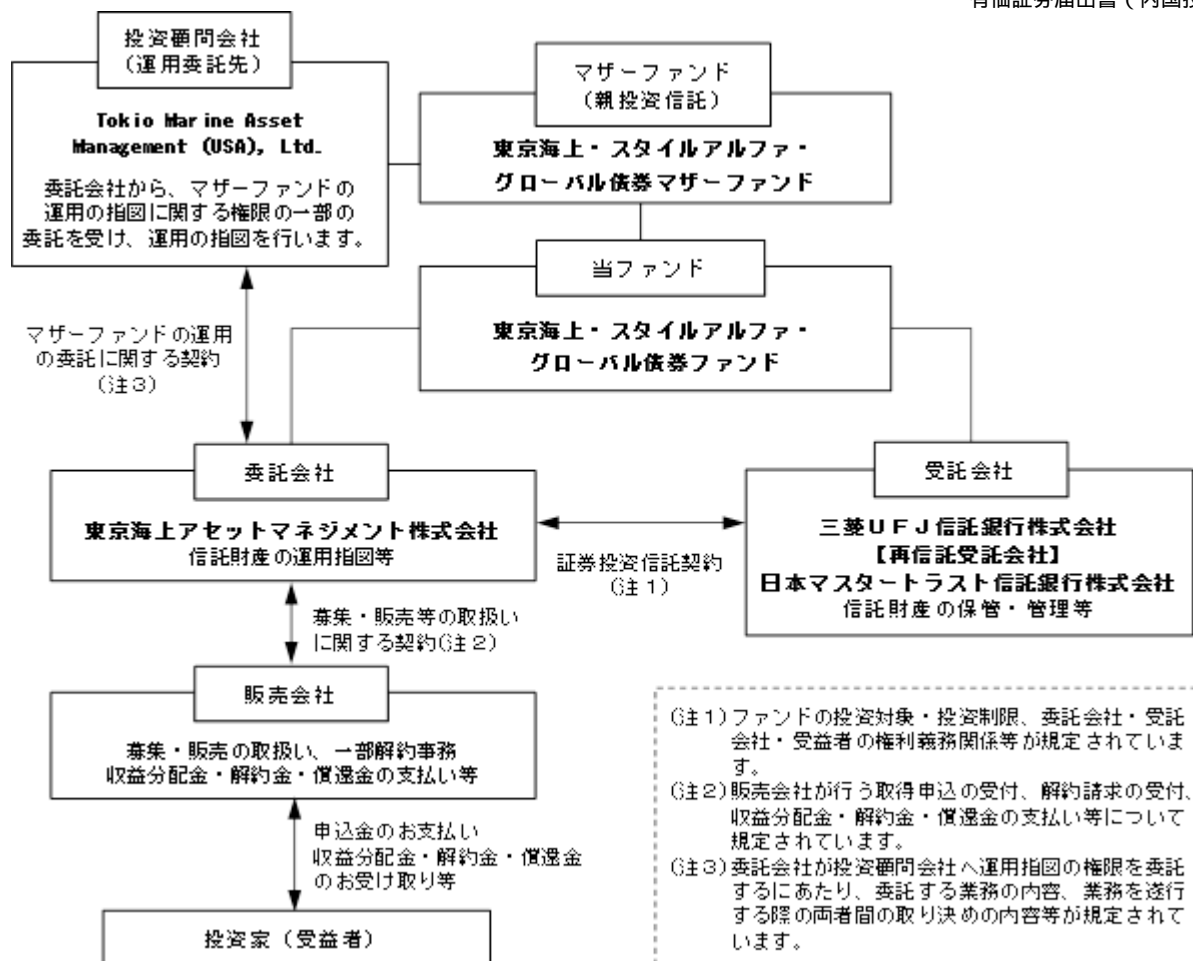 有価証券届出書(内国投
投資顧問会社
(運用委託先)
Tokio Marine Asset
Management (USA), Ltd.
委託会社から、マザーファンドの
運用の指図に関する権限の一部の
委託を受け、運用の指図を行います。
マザーファンド
(親投資信託)
東京海上・スタイルアルファ・
グローバル債券マザーファンド
当ファンド
東京海上・スタイルアルファ・
グローバル債券ファンド
マザーファンドの運用
の委託に関する契約
(注3)
委託会社
東京海上アセットマネジメント株式会社
信託財産の運用指図等
証券投資信託契約
(注1)
受託会社
三菱UFJ信託銀行株式会社
【再信託受託会社】
日本マスタートラスト信託銀行株式会社
信託財産の保管・管理等
募集・販売等の取扱い
に関する契約(注2)
販売会社
募集・販売の取扱い、一部解約事務
収益分配金・解約金・償還金の支払い等
申込金のお支払い
収益分配金・解約金・償還金
のお受け取り等
投資家(受益者)
(注1)ファンドの投資対象・投資制限、委託会社・受託
会社・受益者の権利義務関係等が規定されていま
す。
(注2)販売会社が行う取得申込の受付、解約請求の受付、
収益分配金・解約金・償還金の支払い等について
規定されています。
(注3)委託会社が投資顧問会社へ運用指図の権限を委託
するにあたり、委託する業務の内容、業務を遂行
する際の両者間の取り決めの内容等が規定されて
います。